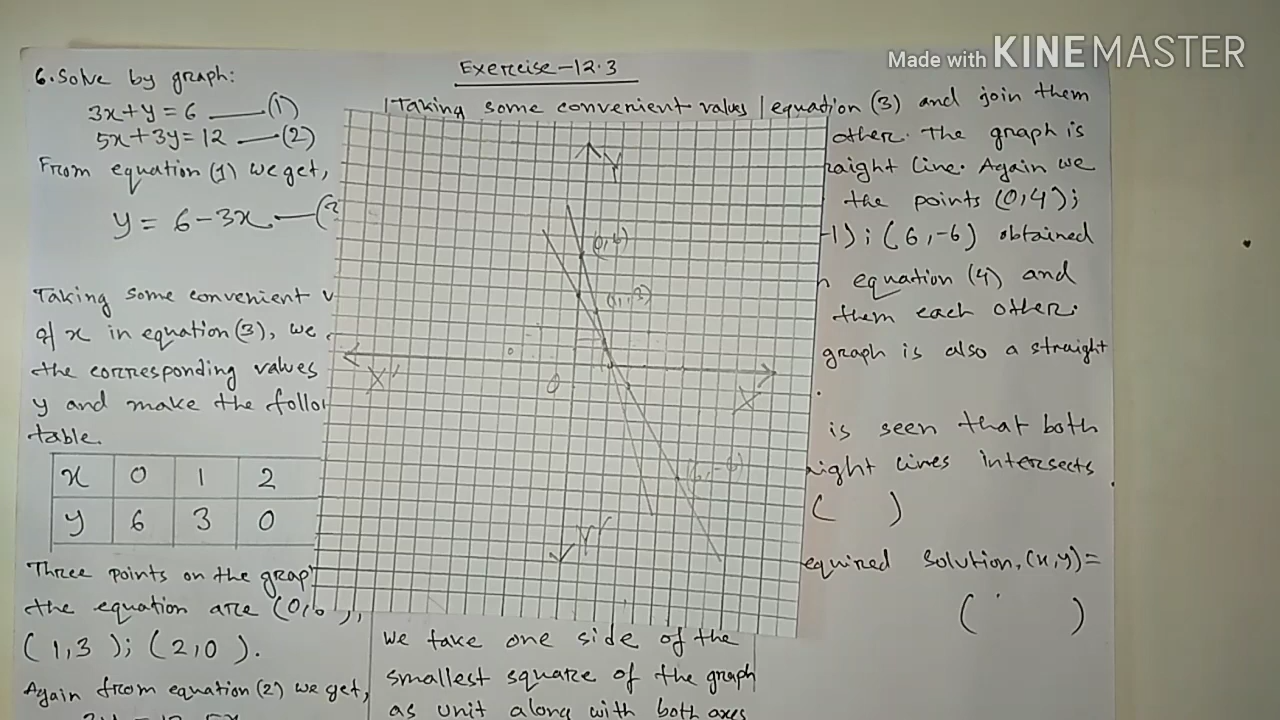 Made with KINEMASTER
Exercise-12.3
6. Solve by graph:
3x+y=6 —(1)
5x+3y=12 —(2)
From equation (1) we get,
y = 6-3x —(
Taking some convenient
of x in equation (3), we
the corresponding values
y and make the
table.
x 0 1 2
y 6 3 0
Three points on the
the equation are
(1,3); (2,0).
Again from equation (2) we get,
Taking some convenient values
Y
(0,6)
(1,3)
X'
0
X
(6,-6)
Y'
we take one side of the
smallest square of the graph
as unit along with both axes
equation (3) and join them
other. The graph is
line. Again we
the points (0,4);
-1); (6,-6) obtained
equation (4) and
them each other.
graph is also a straight
.
is seen that both
lines intersects
( )
solution, (x,y)=
( )